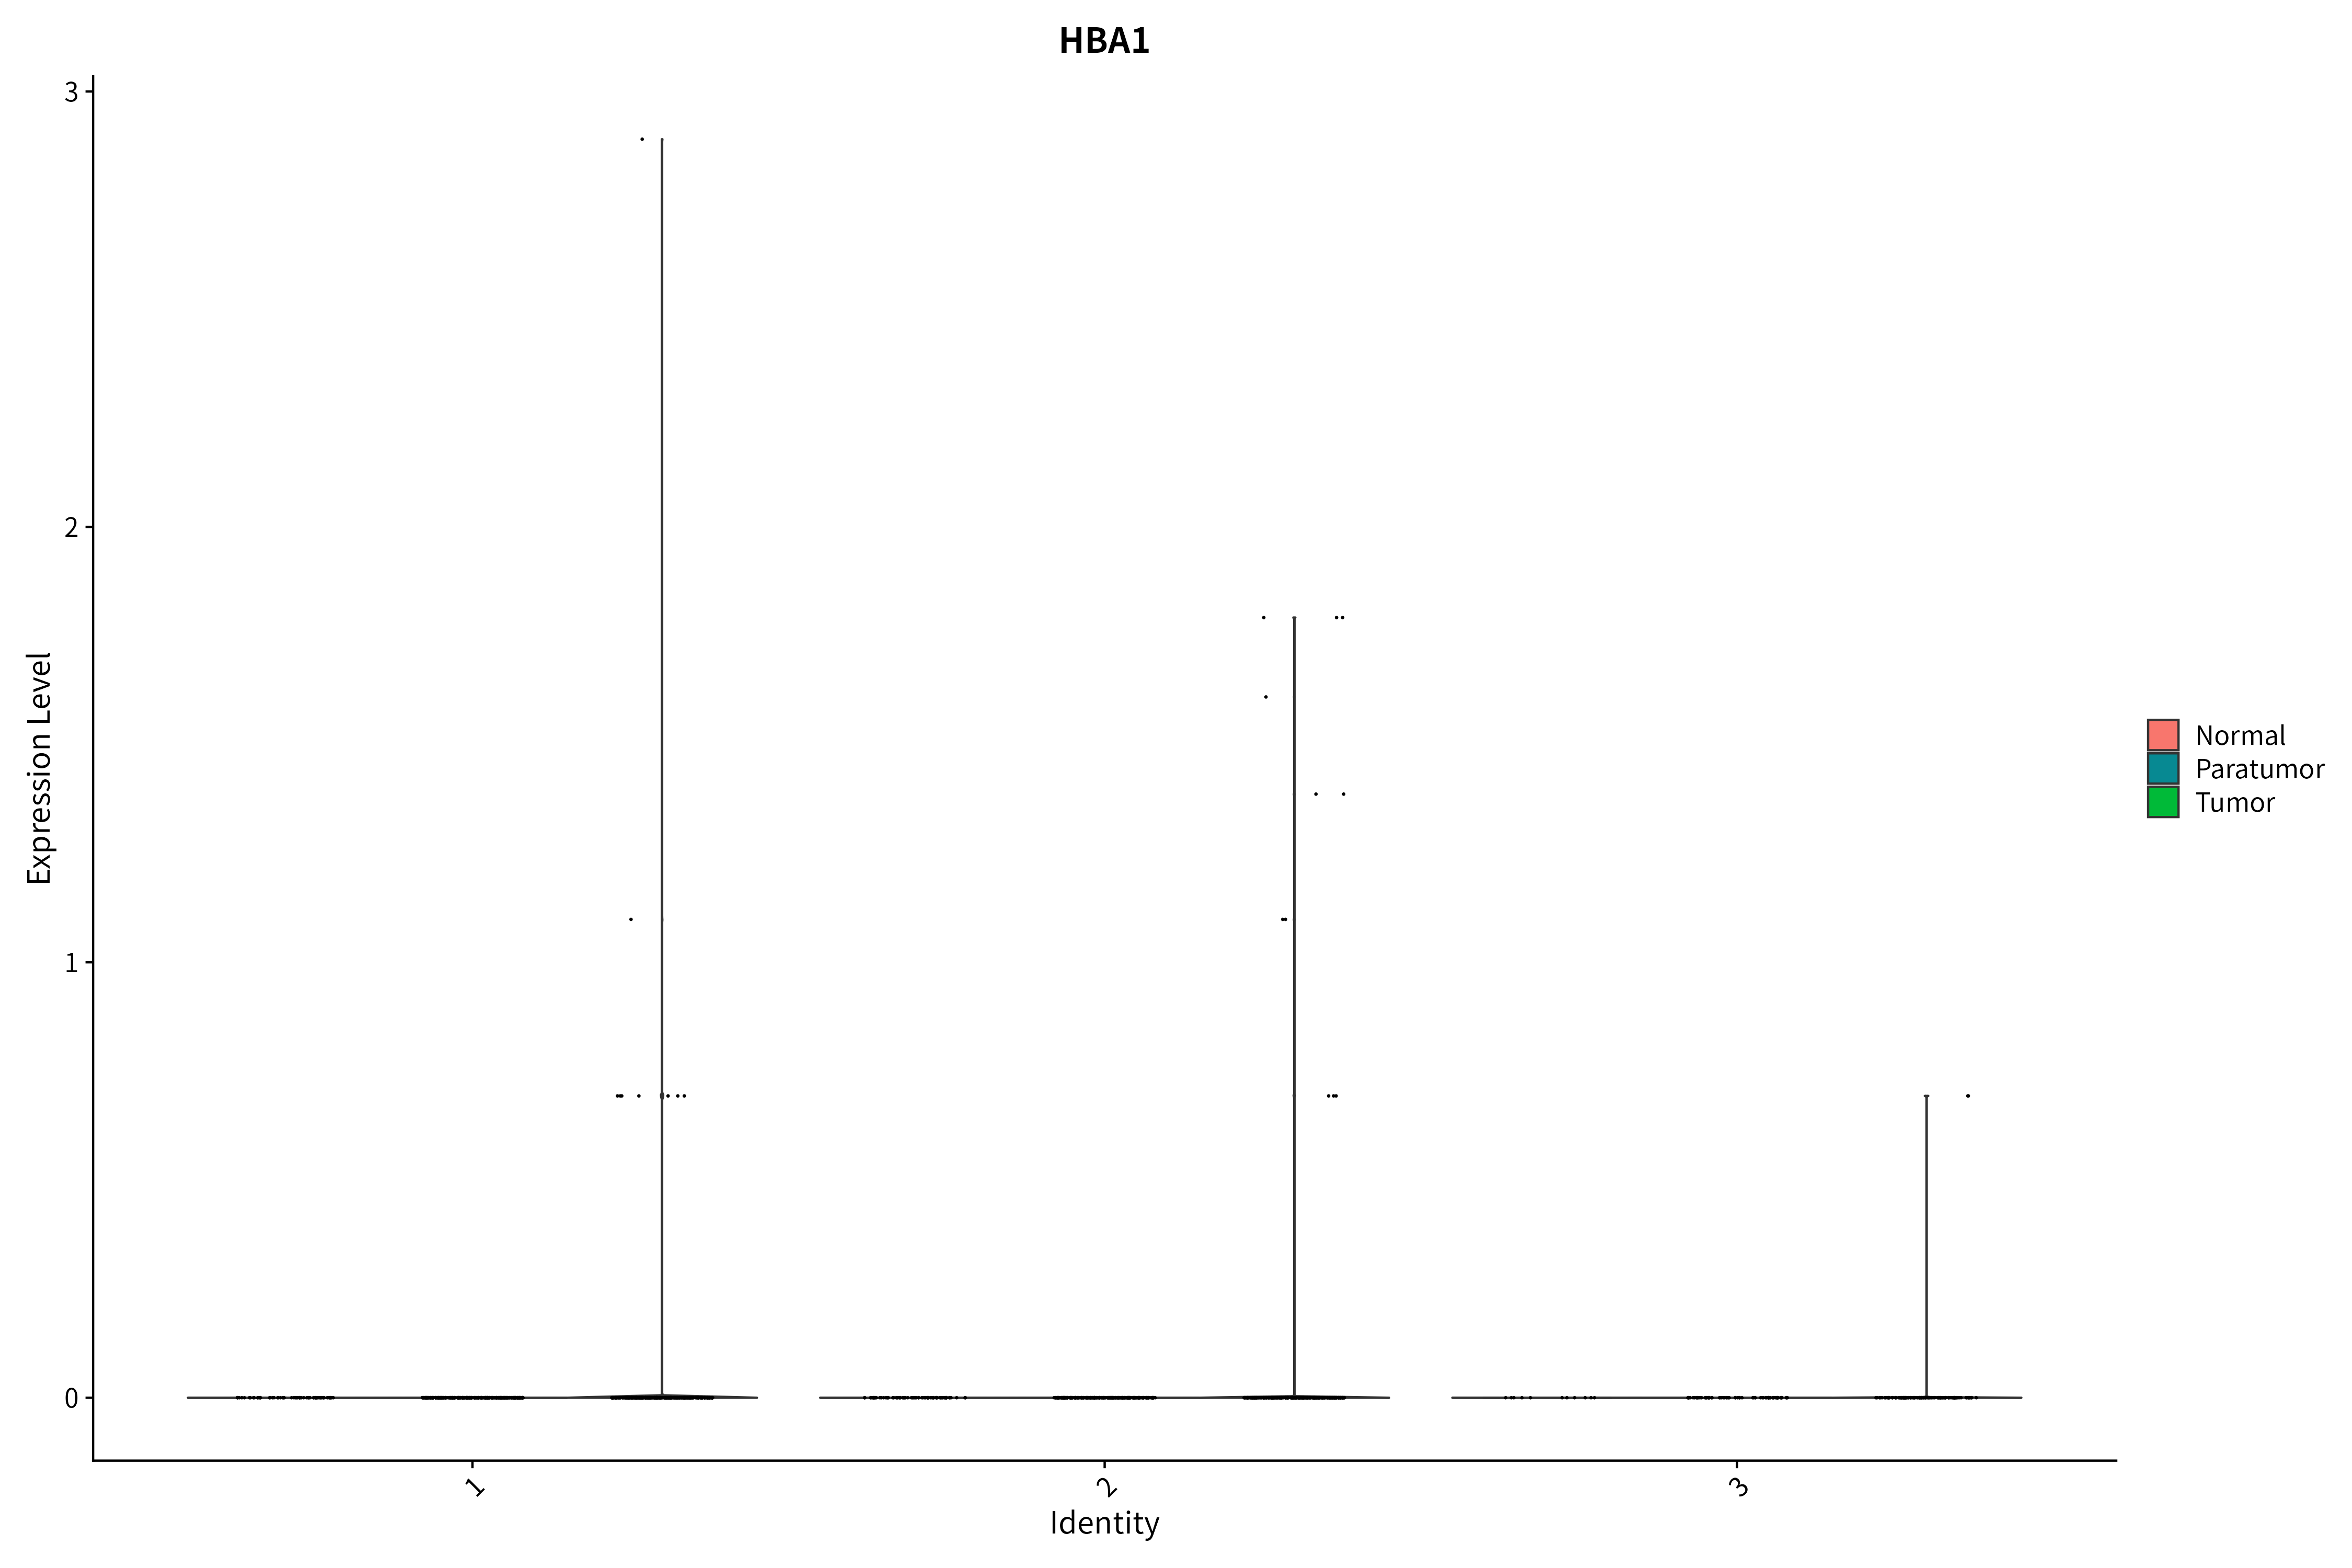 HBA1
3
2
1
0
Expression Level
1
2
3
Identity
Normal
Paratumor
Tumor